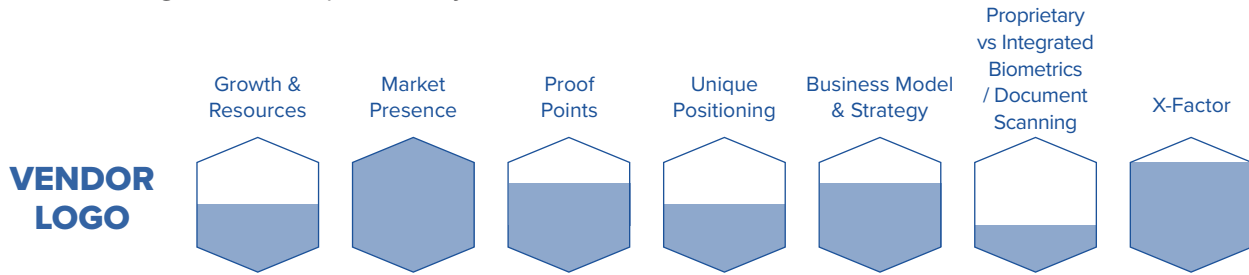 Growth &
Resources
Market
Presence
Proof
Points
Unique
Positioning
Business Model
& Strategy
Proprietary
vs Integrated
Biometrics
/ Document
Scanning
X-Factor
VENDOR
LOGO